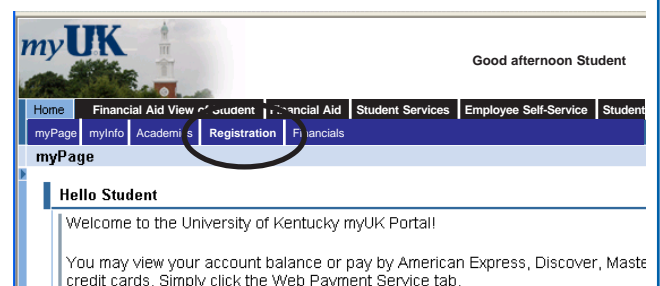 myUK
Good afternoon Student
Home Financial Aid View of Student Financial Aid Student Services Employee Self-Service Student
myPage myInfo Academics Registration Financials
myPage
Hello Student
Welcome to the University of Kentucky myUK Portal!
You may view your account balance or pay by American Express, Discover, Maste
credit cards. Simply click the Web Payment Service tab.